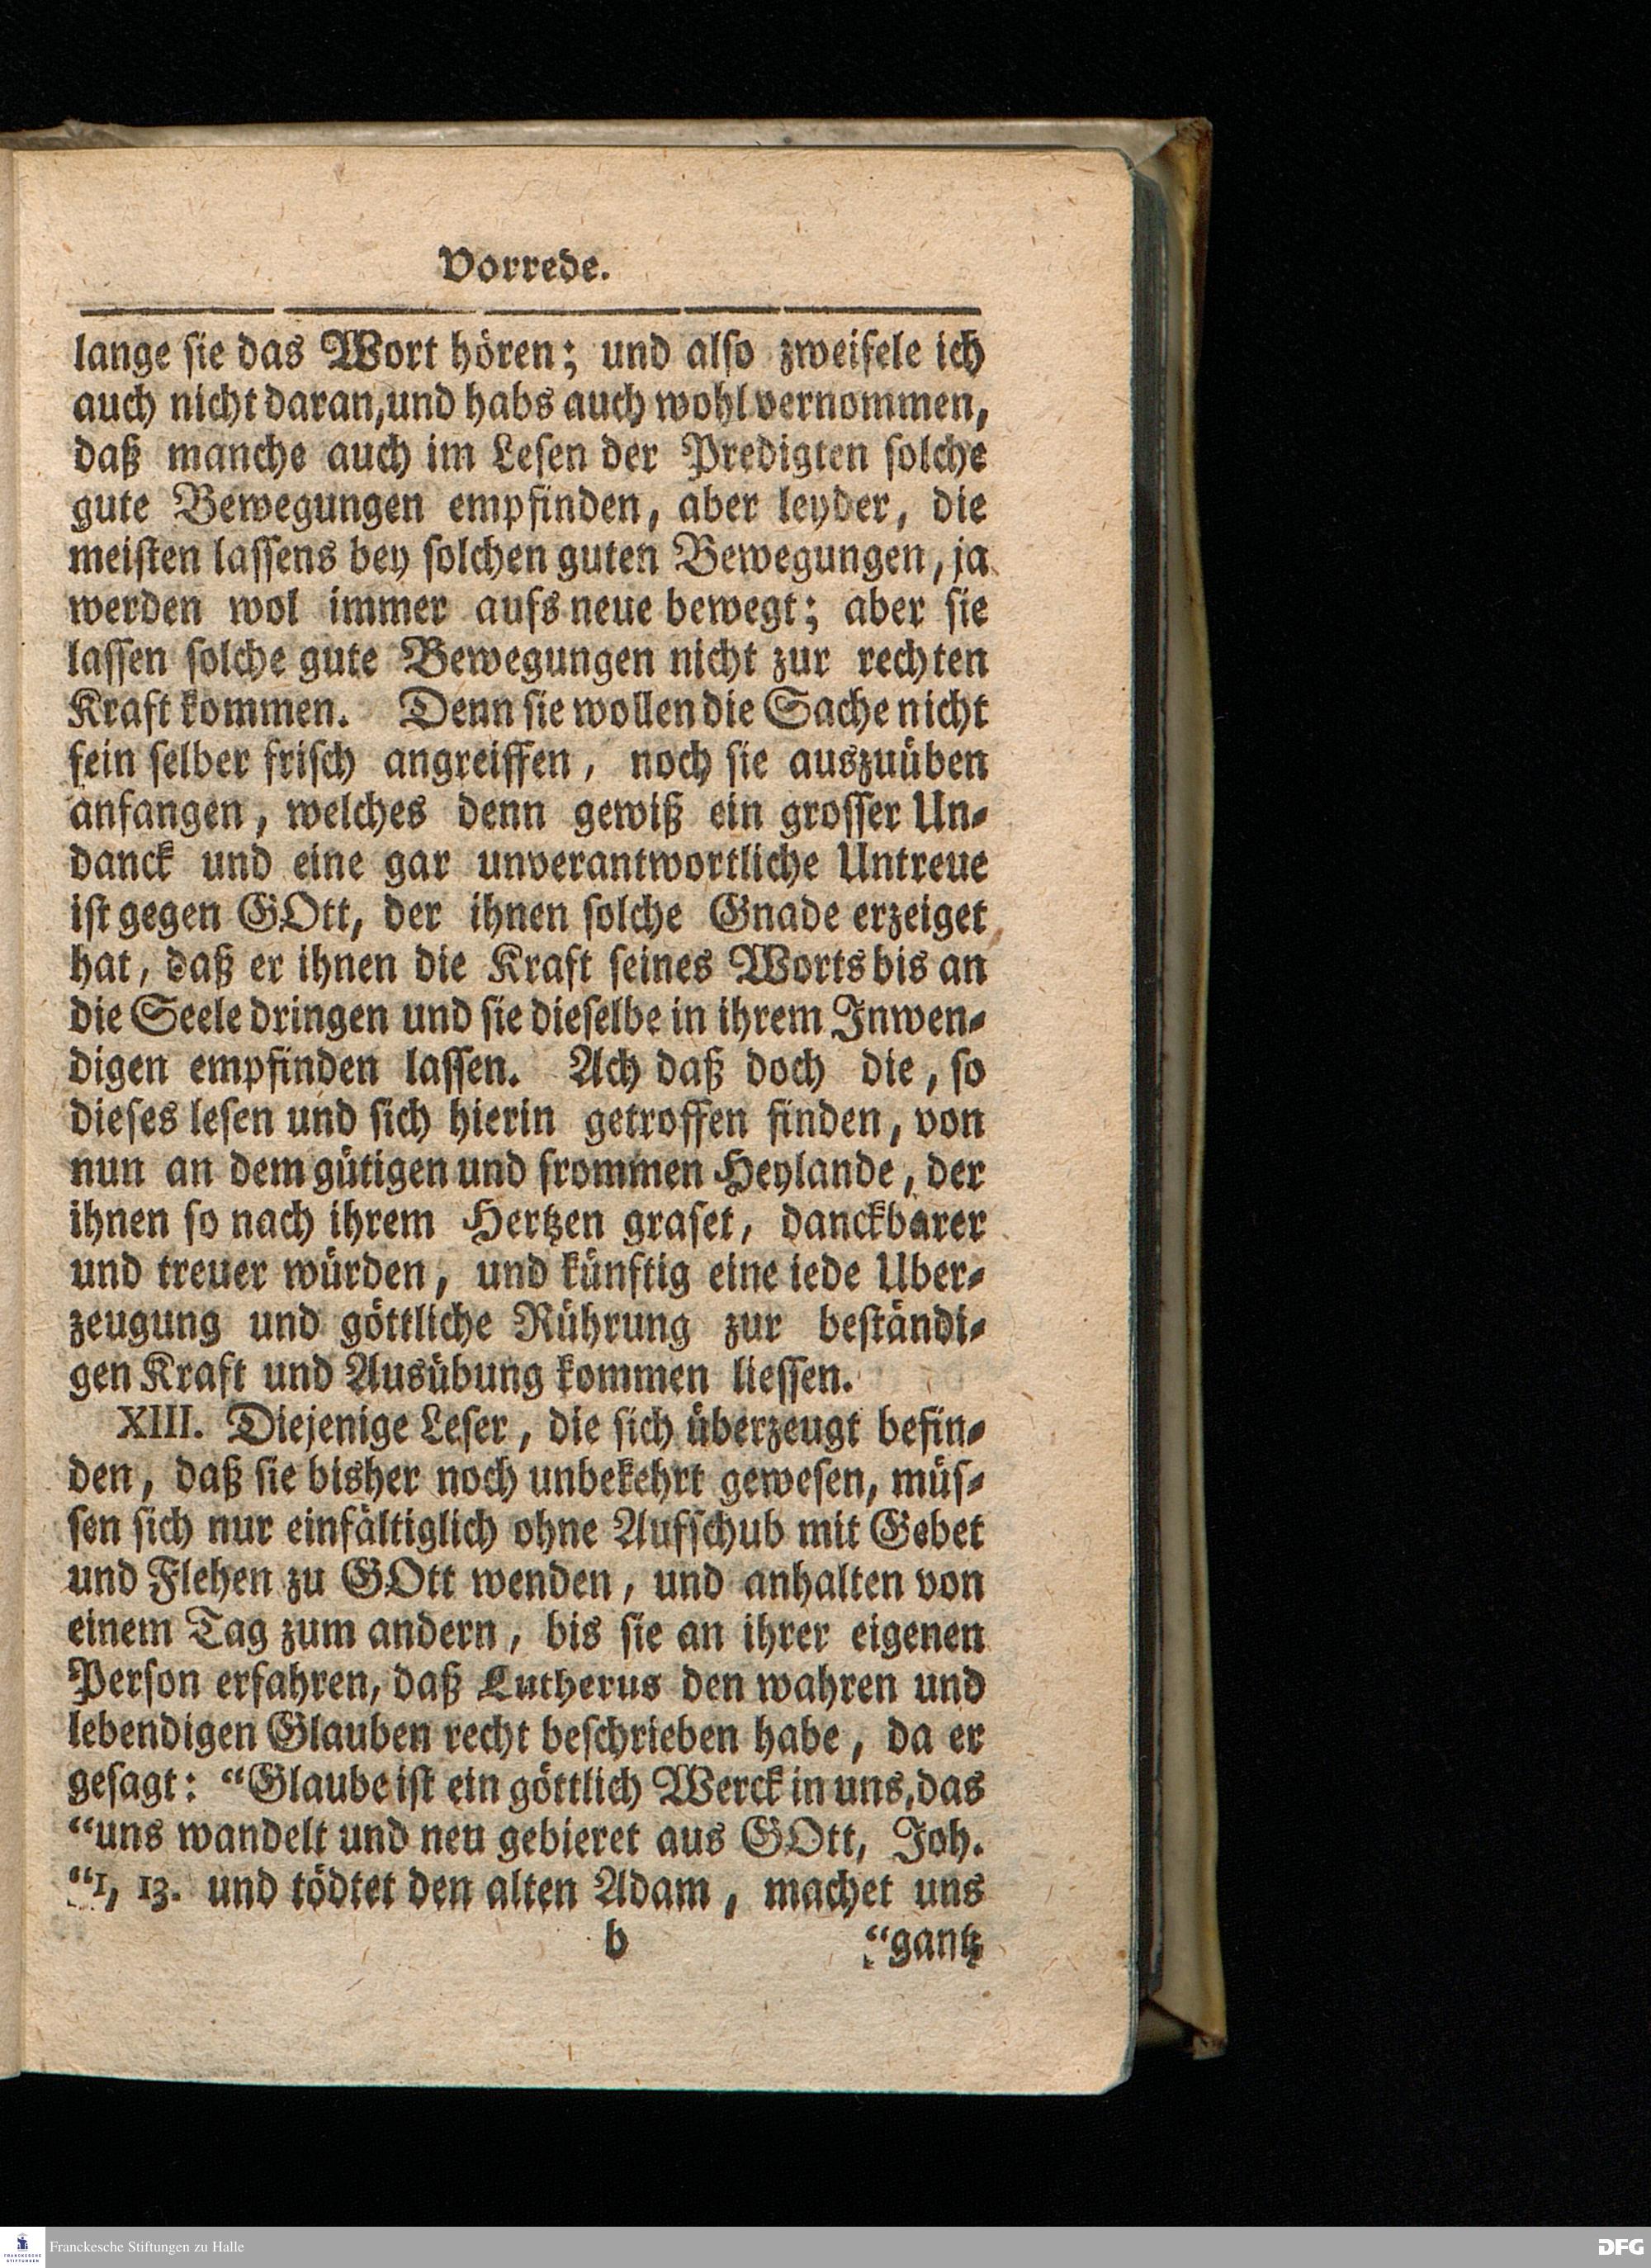 Vorrede.
lange sie das Wort hören; und also zweifele ich
auch nicht daran, und habs auch wohl vernommen,
daß manche auch im Lesen der Predigten solche
gute Bewegungen empfinden, aber leyder, die
meisten lassens bey solchen guten Bewegungen, ja
werden wol immer aufs neue bewegt; aber sie
lassen solche gute Bewegungen nicht zur rechten
Kraft kommen. Denn sie wollen die Sache nicht
fein selber frisch angreiffen, noch sie auszuüben
anfangen, welches denn gewiß ein grosser Un-
danck und eine gar unverantwortliche Untreue
ist gegen GOtt, der ihnen solche Gnade erzeiget
hat, daß er ihnen die Kraft seines Worts bis an
die Seele dringen und sie dieselbe in ihrem Inwen-
digen empfinden lassen. Ach daß doch die, so
dieses lesen und sich hierin getroffen finden, von
nun an dem gütigen und frommen Heylande, der
ihnen so nach ihrem Hertzen graset, danckbarer
und treuer würden, und künftig eine iede Uber-
zeugung und göttliche Rührung zur beständi-
gen Kraft und Ausübung kommen liessen.
XIII. Diejenige Leser, die sich überzeugt befin-
den, daß sie bisher noch unbekehrt gewesen, müs-
sen sich nur einfältiglich ohne Aufschub mit Gebet
und Flehen zu GOtt wenden, und anhalten von
einem Tag zum andern, bis sie an ihrer eigenen
Person erfahren, daß Lutherus den wahren und
lebendigen Glauben recht beschrieben habe, da er
gesagt: “Glaube ist ein göttlich Werck in uns, das
“uns wandelt und neu gebieret aus GOtt, Joh.
“1, 13. und tödtet den alten Adam, machet uns
b “gantz
FRANCKESCHE STIFTUNGEN
Franckesche Stiftungen zu Halle
DFG